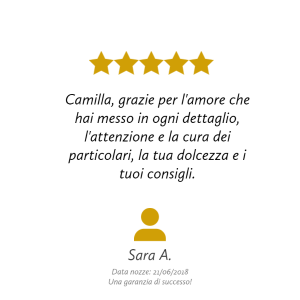 Camilla, grazie per l'amore che
hai messo in ogni dettaglio,
l'attenzione e la cura dei
particolari, la tua dolcezza e i
tuoi consigli.
Sara A.
Data nozze: 21/06/2018
Una garanzia di successo!